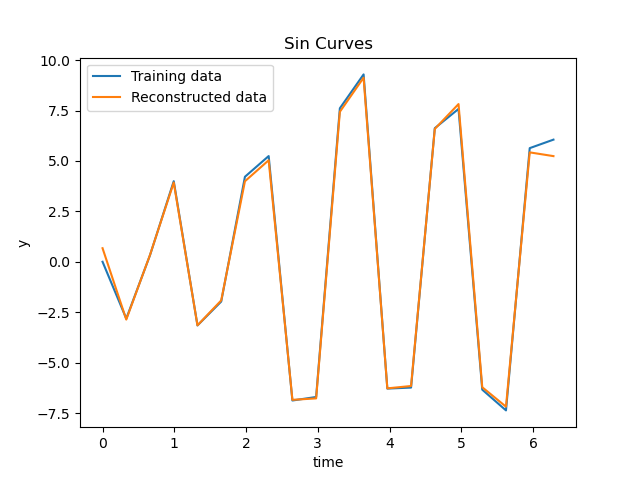 Sin Curves
Training data
Reconstructed data
10.0
7.5
5.0
2.5
0.0
−2.5
−5.0
−7.5
y
0 1 2 3 4 5 6
time